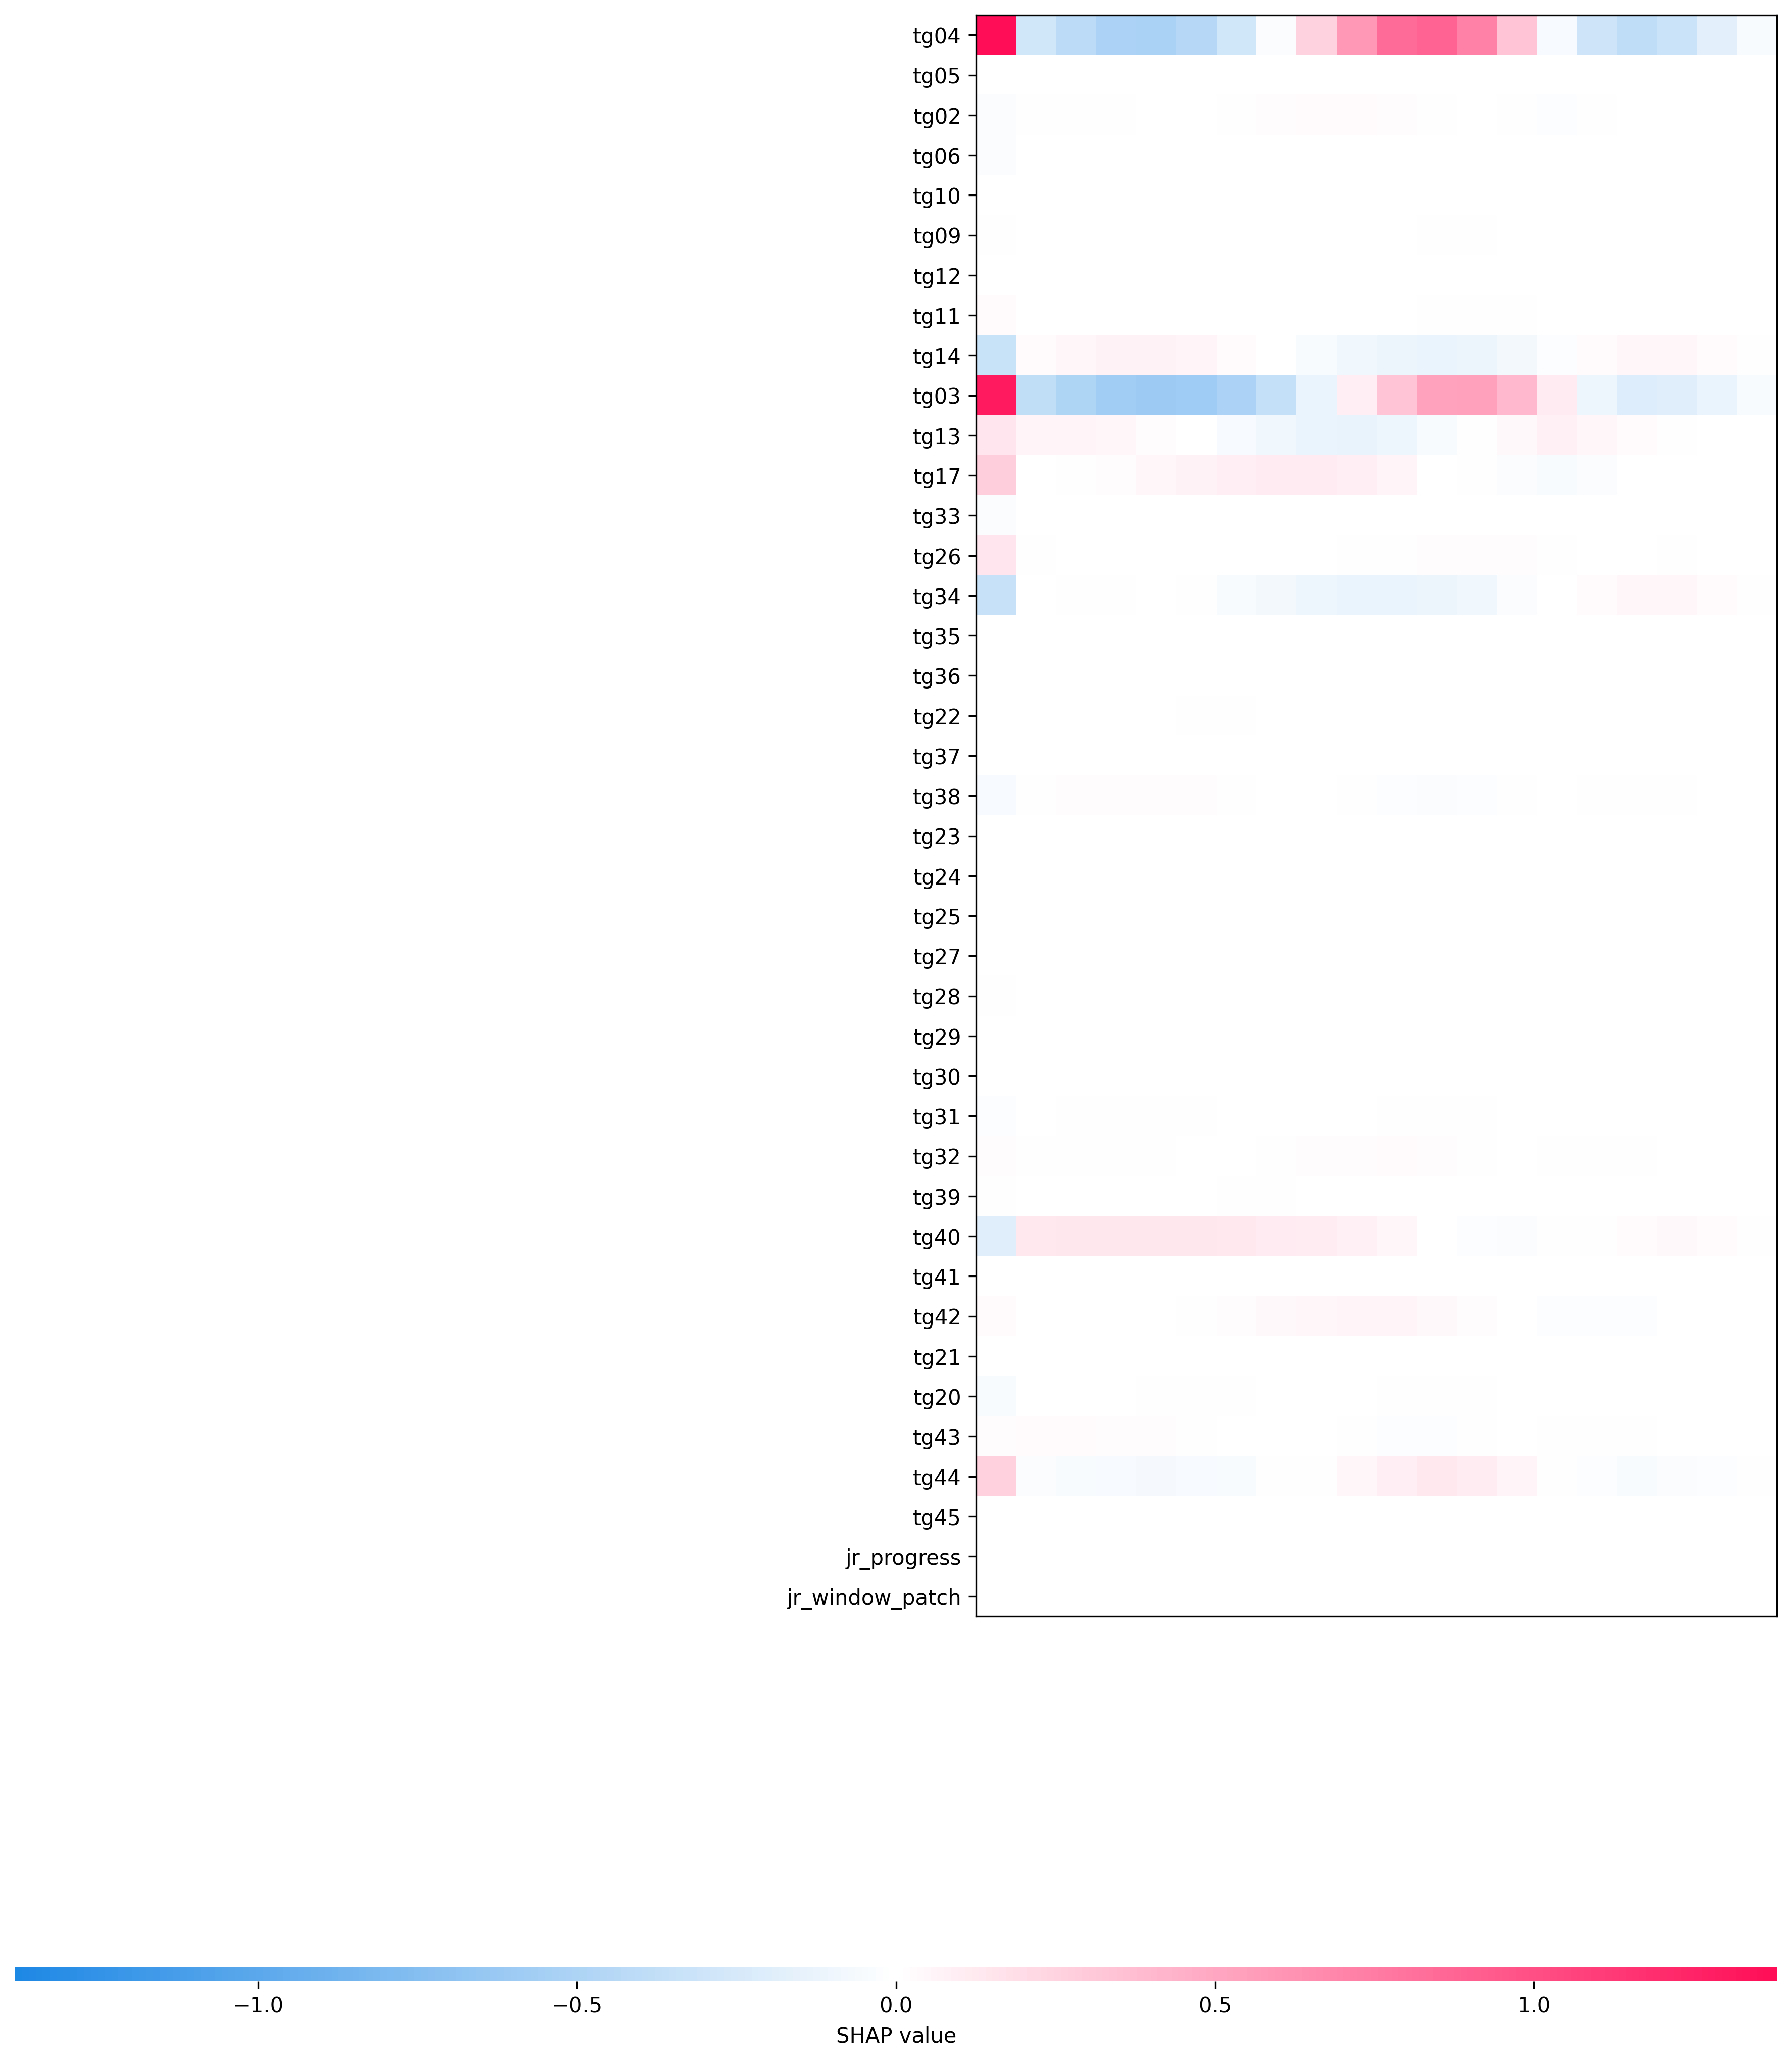 tg04
tg05
tg02
tg06
tg10
tg09
tg12
tg11
tg14
tg03
tg13
tg17
tg33
tg26
tg34
tg35
tg36
tg22
tg37
tg38
tg23
tg24
tg25
tg27
tg28
tg29
tg30
tg31
tg32
tg39
tg40
tg41
tg42
tg21
tg20
tg43
tg44
tg45
jr_progress
jr_window_patch
−1.0 −0.5 0.0 0.5 1.0
SHAP value